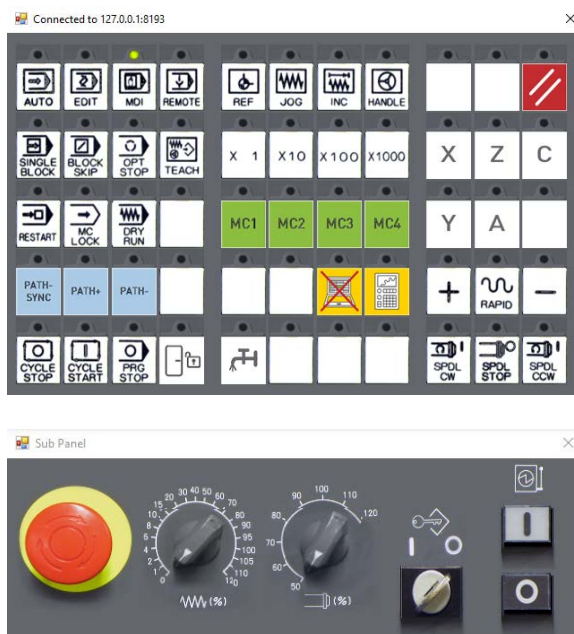 Connected to 127.0.0.1:8193
AUTO EDIT MDI REMOTE REF JOG INC HANDLE
SINGLE BLOCK BLOCK SKIP OPT STOP TEACH X 1 X10 X100 X1000 X Z C
RESTART MC LOCK DRY RUN MC1 MC2 MC3 MC4 Y A
PATH-SYNC PATH+ PATH- + RAPID −
CYCLE STOP CYCLE START PRG STOP SPDL CW SPDL STOP SPDL CCW
Sub Panel
0 1 2 4 6 8 10 15 20 30 40 50 60 70 80 90 95 100 105 110 120
(%)
50 60 70 80 90 100 110 120
(%)
I O
I
O